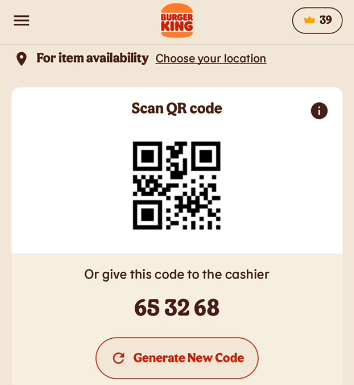 BURGER
KING
39
For item availability Choose your location
Scan QR code
Or give this code to the cashier
65 32 68
Generate New Code